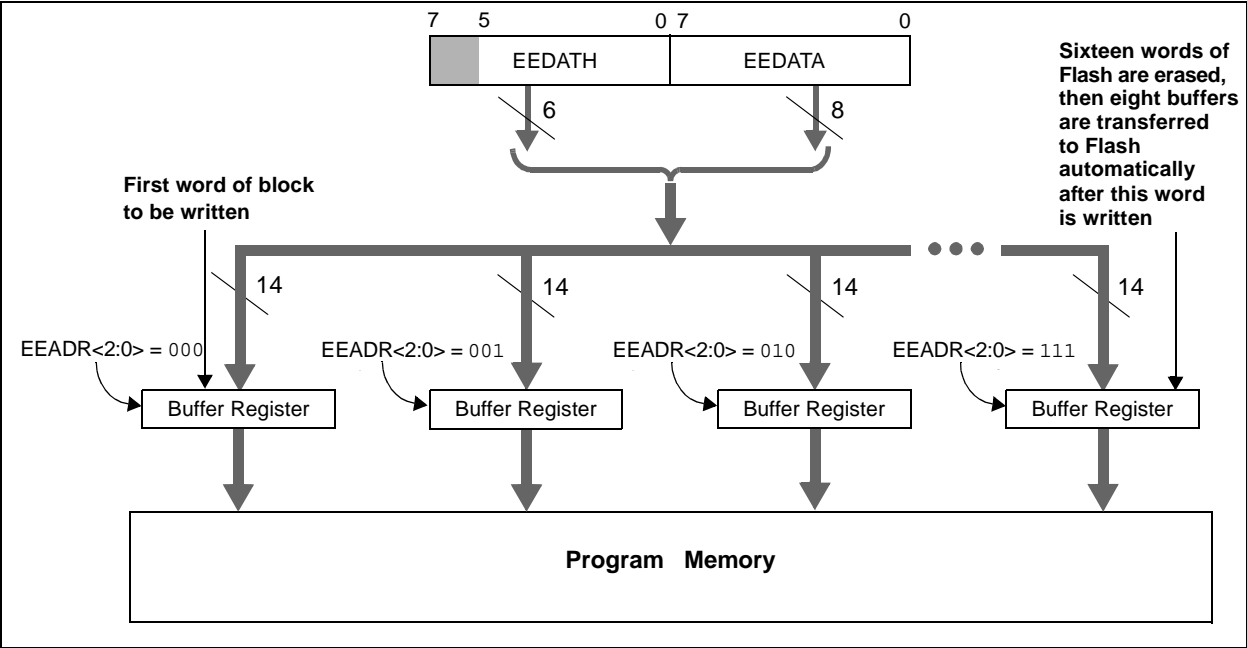 7 5 0 7 0
EEDATH EEDATA
6 8
Sixteen words of
Flash are erased,
then eight buffers
are transferred
to Flash
automatically
after this word
is written
First word of block
to be written
14 14 14 14
EEADR<2:0> = 000 EEADR<2:0> = 001 EEADR<2:0> = 010 EEADR<2:0> = 111
Buffer Register Buffer Register Buffer Register Buffer Register
Program Memory